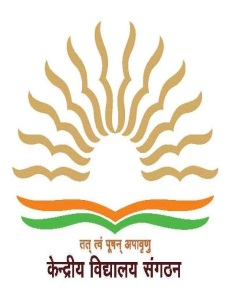 तत् त्वं पूषन् अपावृणु
केन्द्रीय विद्यालय संगठन